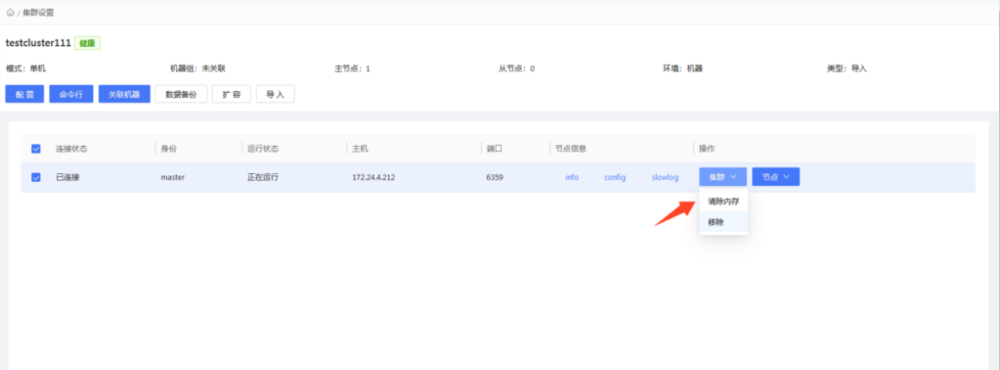 / 集群设置
testcluster111 健康
模式：单机 机器组：未关联 主节点：1 从节点：0 环境：机器 类型：导入
配 置 命令行 关联机器 数据备份 扩 容 导 入
连接状态 身份 运行状态 主机 端口 节点信息 操作
已连接 master 正在运行 172.24.4.212 6359 info config slowlog 集群 节点
清除内存
移除